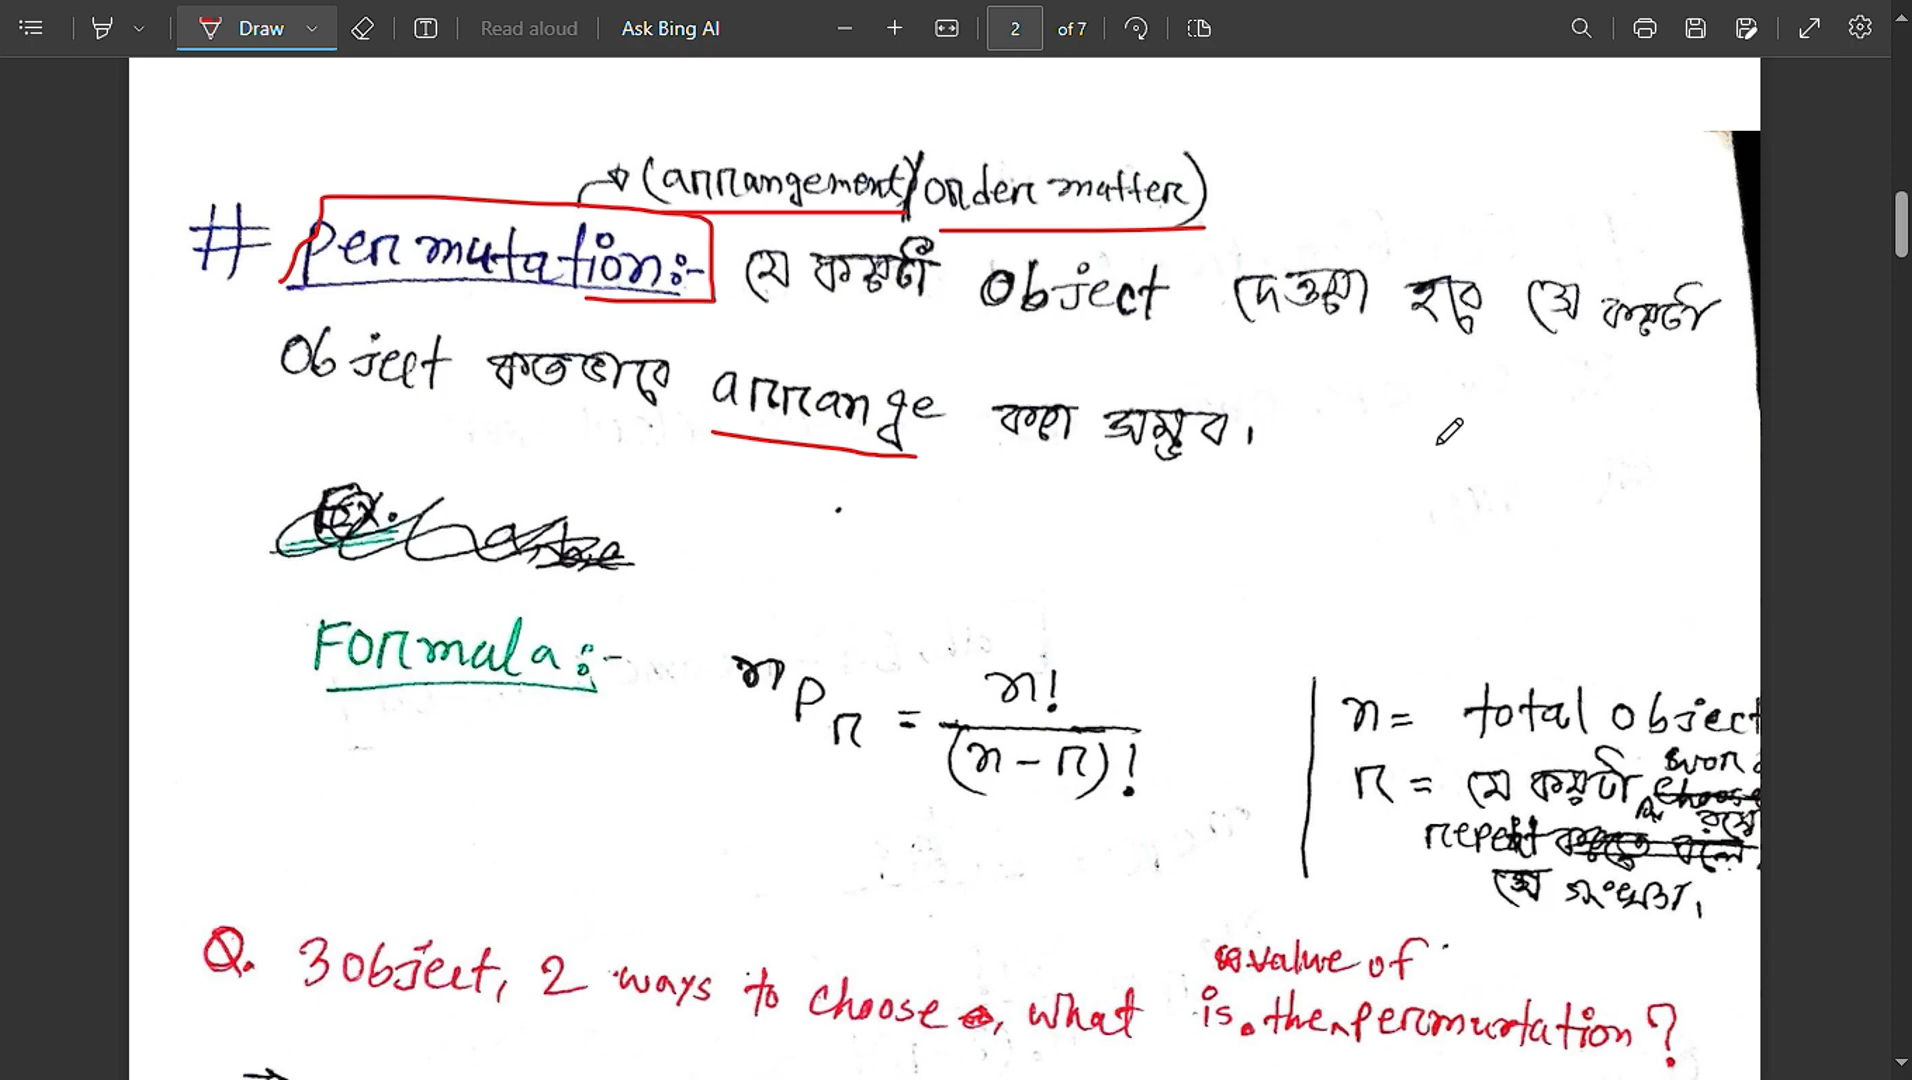 Draw
Read aloud
Ask Bing AI
2 of 7
(arrangement)/order matter)
# Permutation:- যে কয়টা object দেওয়া হবে সে কয়টা
object কতভাবে arrange করা সম্ভব।
Ex.
Formula:- nPr = n! / (n-r)!
n = total object
r = যে কয়টা
repeat
সে সংখ্যা।
value of
Q. 3 object, 2 ways to choose, what is the permutation?